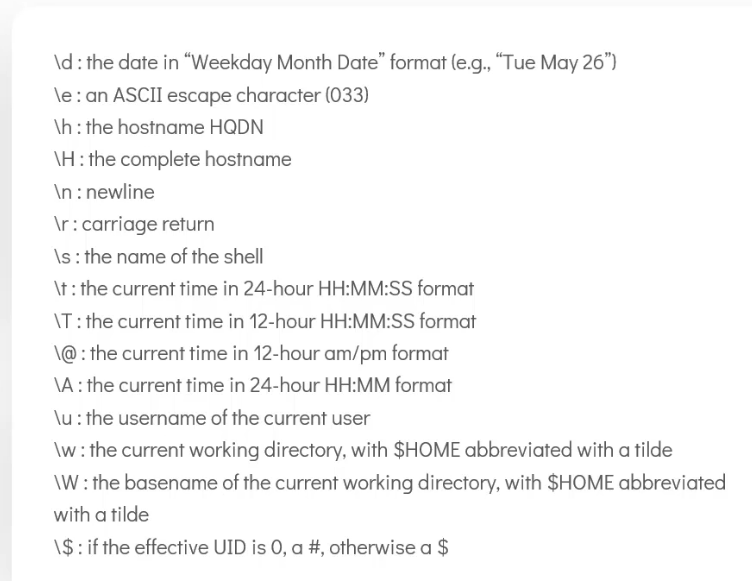 \d : the date in “Weekday Month Date” format (e.g., “Tue May 26”)
\e : an ASCII escape character (033)
\h : the hostname HQDN
\H : the complete hostname
\n : newline
\r : carriage return
\s : the name of the shell
\t : the current time in 24-hour HH:MM:SS format
\T : the current time in 12-hour HH:MM:SS format
\@ : the current time in 12-hour am/pm format
\A : the current time in 24-hour HH:MM format
\u : the username of the current user
\w : the current working directory, with $HOME abbreviated with a tilde
\W : the basename of the current working directory, with $HOME abbreviated
with a tilde
\$ : if the effective UID is 0, a #, otherwise a $